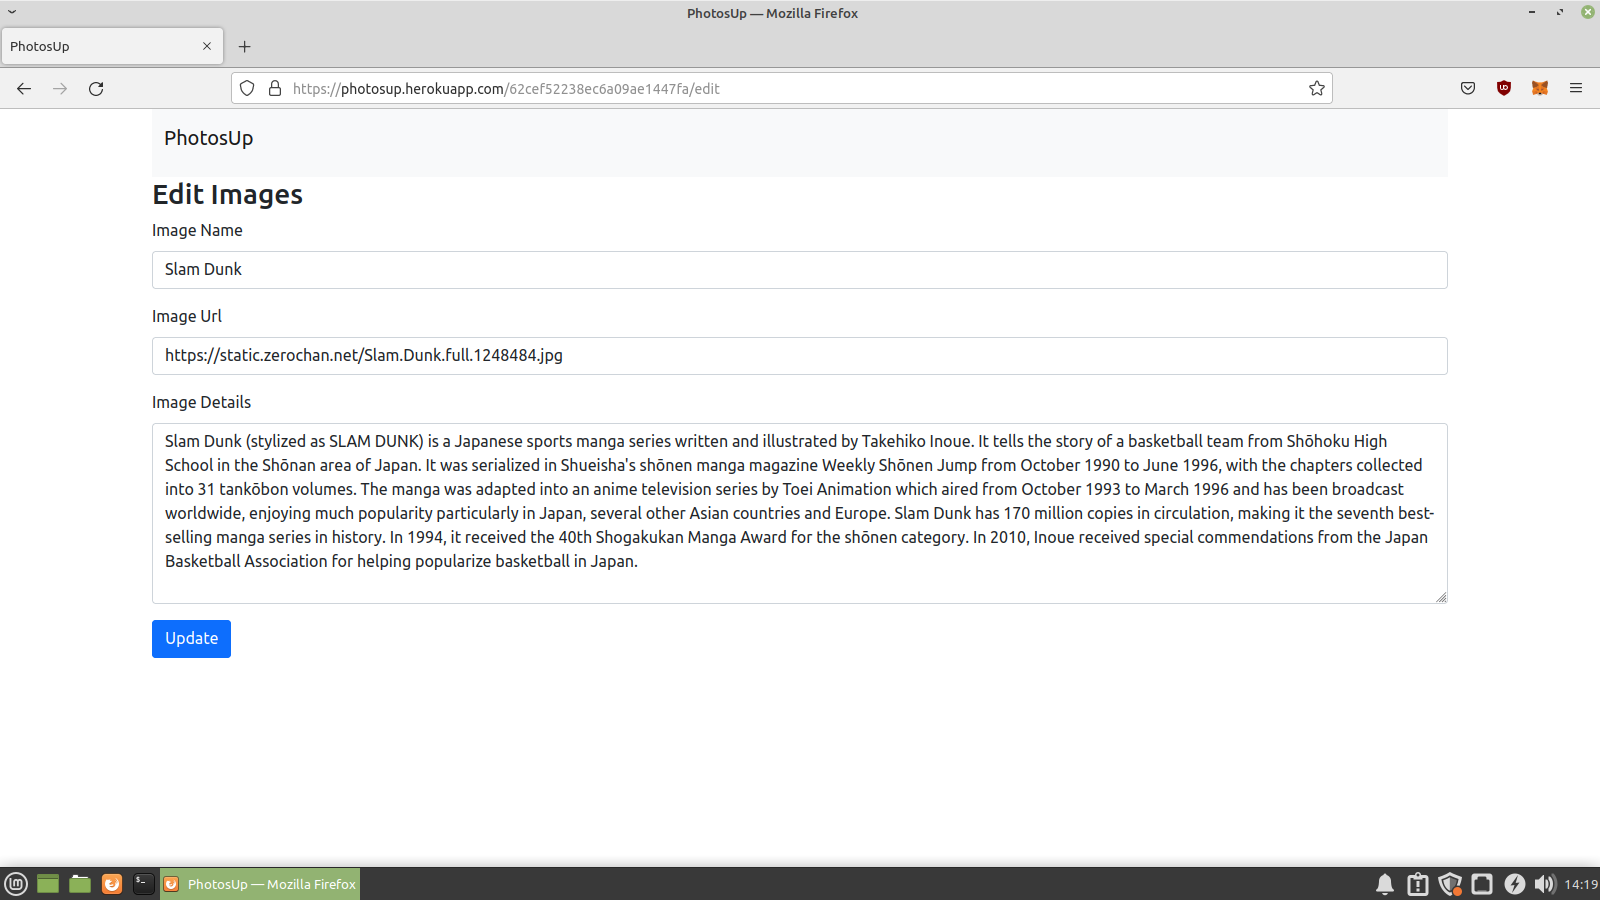 PhotosUp — Mozilla Firefox
PhotosUp
https://photosup.herokuapp.com/62cef52238ec6a09ae1447fa/edit
PhotosUp
Edit Images
Image Name
Slam Dunk
Image Url
https://static.zerochan.net/Slam.Dunk.full.1248484.jpg
Image Details
Slam Dunk (stylized as SLAM DUNK) is a Japanese sports manga series written and illustrated by Takehiko Inoue. It tells the story of a basketball team from Shōhoku High
School in the Shōnan area of Japan. It was serialized in Shueisha's shōnen manga magazine Weekly Shōnen Jump from October 1990 to June 1996, with the chapters collected
into 31 tankōbon volumes. The manga was adapted into an anime television series by Toei Animation which aired from October 1993 to March 1996 and has been broadcast
worldwide, enjoying much popularity particularly in Japan, several other Asian countries and Europe. Slam Dunk has 170 million copies in circulation, making it the seventh best-
selling manga series in history. In 1994, it received the 40th Shogakukan Manga Award for the shōnen category. In 2010, Inoue received special commendations from the Japan
Basketball Association for helping popularize basketball in Japan.
Update
PhotosUp — Mozilla Firefox
14:19